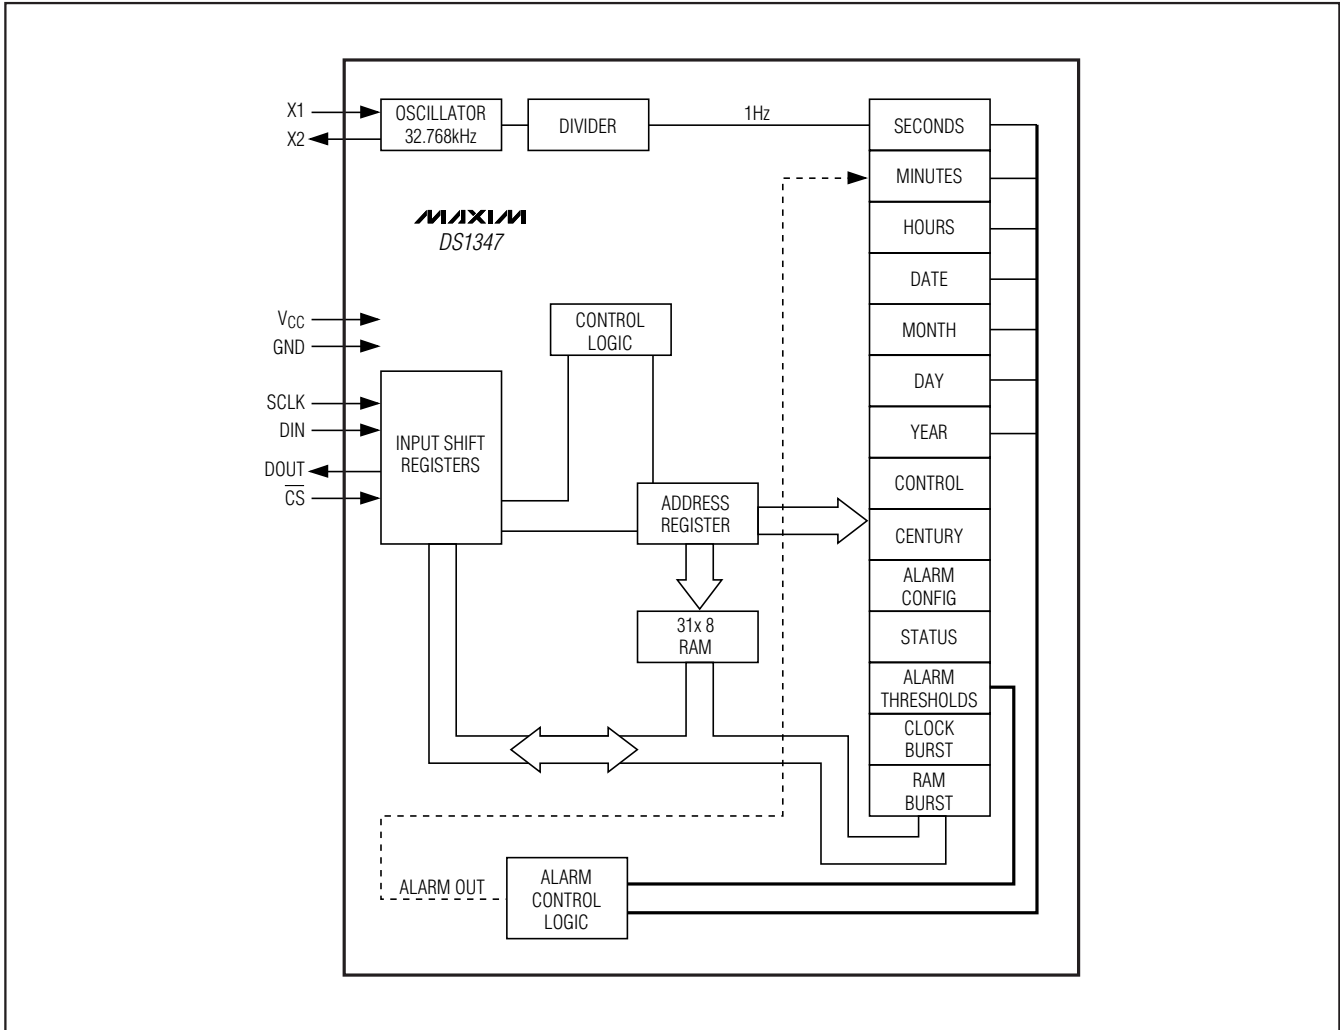 X1
X2
OSCILLATOR
32.768kHz
DIVIDER
1Hz
SECONDS
MINUTES
HOURS
DATE
MONTH
DAY
YEAR
CONTROL
CENTURY
ALARM
CONFIG
STATUS
ALARM
THRESHOLDS
CLOCK
BURST
RAM
BURST
MAXIM
DS1347
VCC
GND
SCLK
DIN
DOUT
CS
INPUT SHIFT
REGISTERS
CONTROL
LOGIC
ADDRESS
REGISTER
31x 8
RAM
ALARM OUT
ALARM
CONTROL
LOGIC